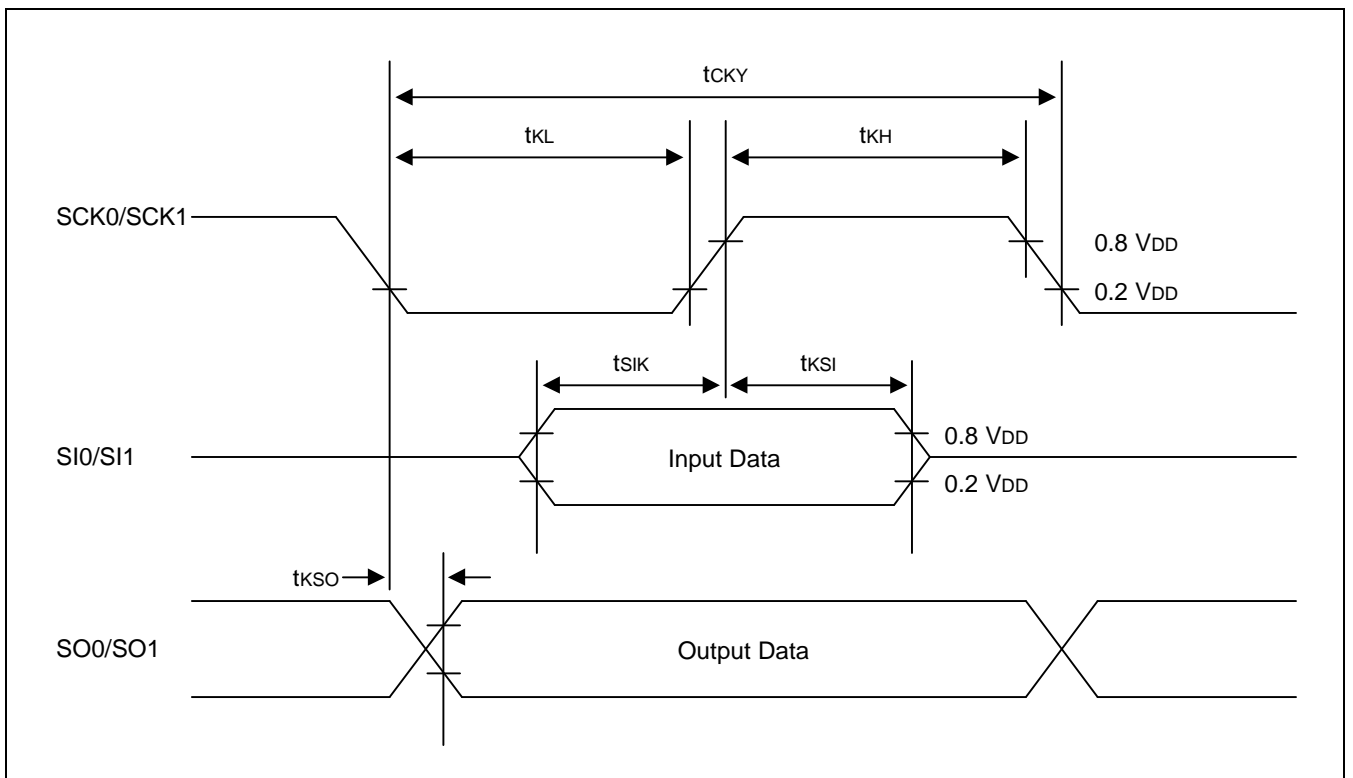 tCKY
tKL
tKH
SCK0/SCK1
0.8 VDD
0.2 VDD
tSIK
tKSI
SI0/SI1
Input Data
0.8 VDD
0.2 VDD
tKSO
SO0/SO1
Output Data